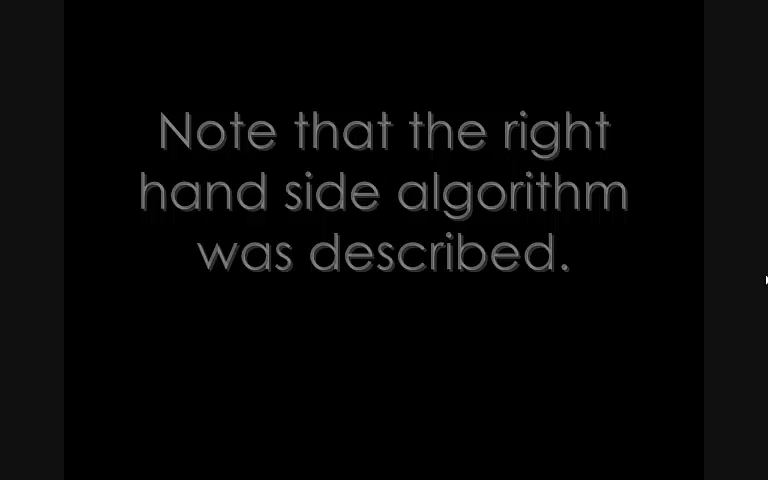 Note that the right
hand side algorithm
was described.